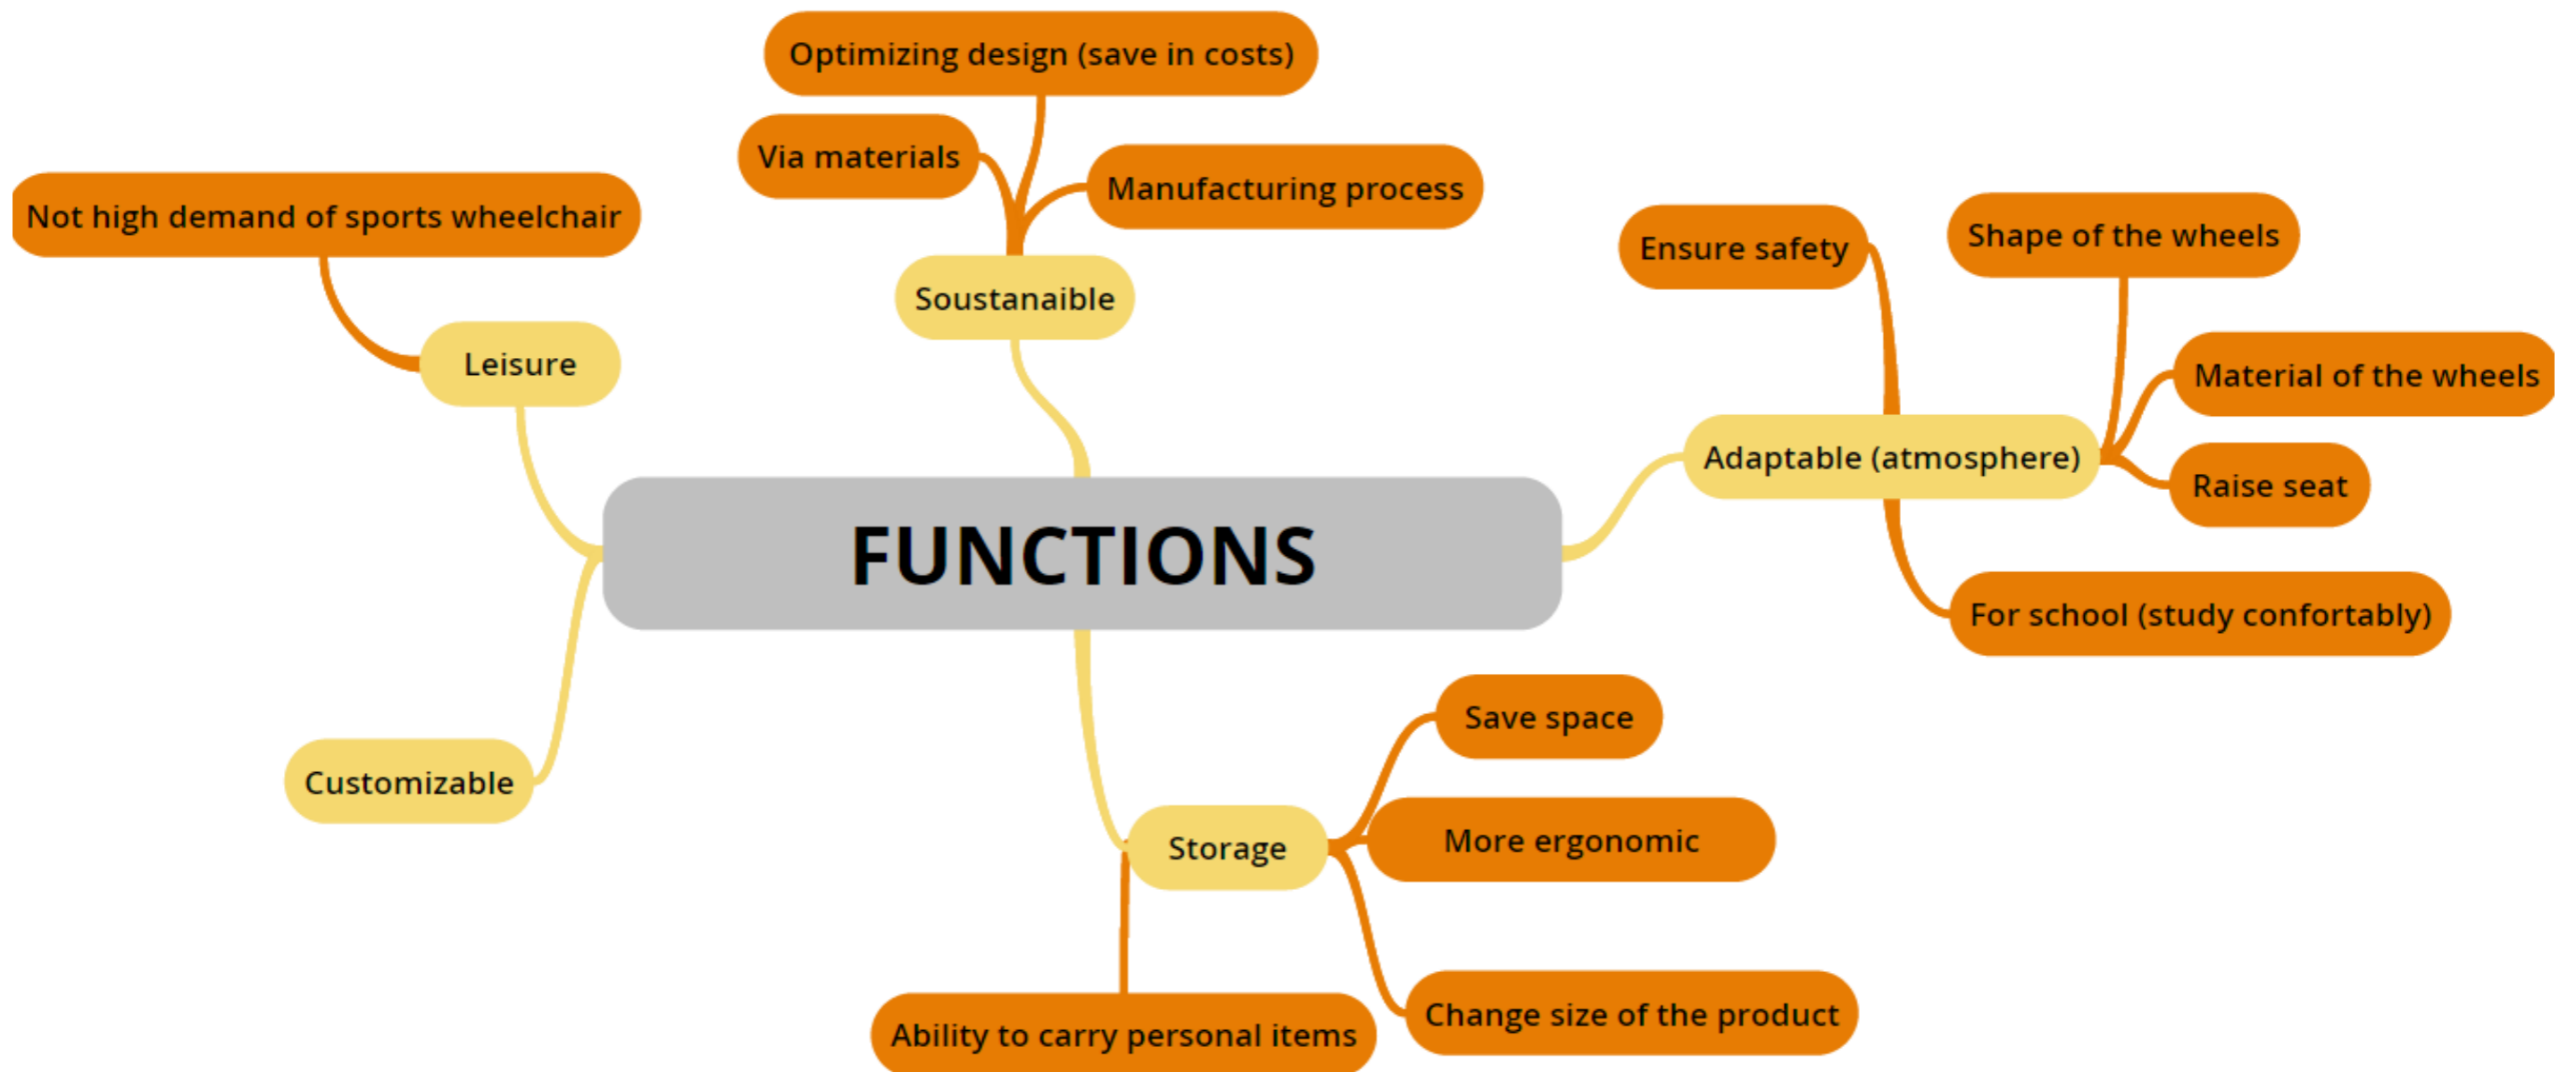 Optimizing design (save in costs)
Via materials
Manufacturing process
Not high demand of sports wheelchair
Ensure safety
Shape of the wheels
Soustanaible
Leisure
Material of the wheels
Adaptable (atmosphere)
Raise seat
FUNCTIONS
For school (study confortably)
Save space
Customizable
More ergonomic
Storage
Change size of the product
Ability to carry personal items